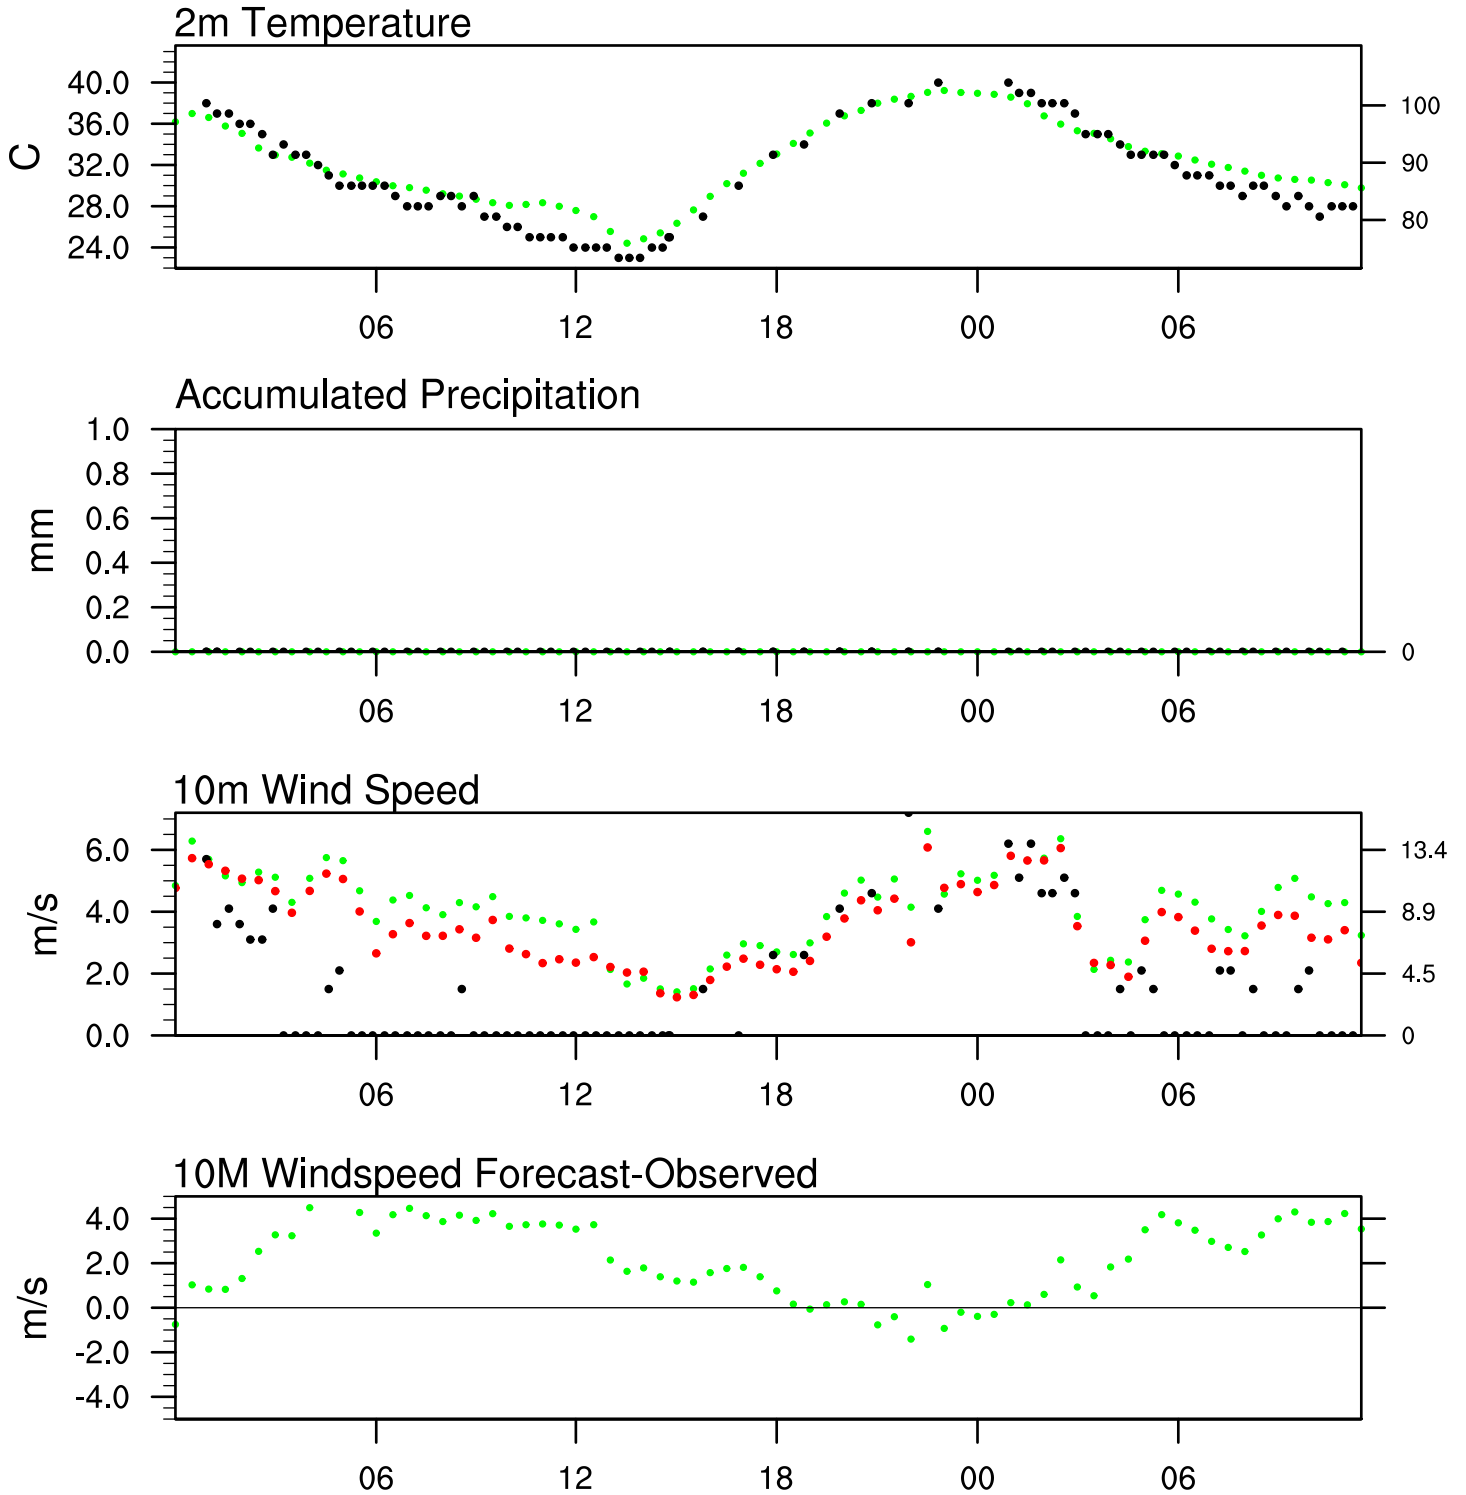 2m Temperature
40.0
36.0
32.0
28.0
24.0
C
100
90
80
06 12 18 00 06
Accumulated Precipitation
1.0
0.8
0.6
0.4
0.2
0.0
mm
0
06 12 18 00 06
10m Wind Speed
6.0
4.0
2.0
0.0
m/s
13.4
8.9
4.5
0
06 12 18 00 06
10M Windspeed Forecast-Observed
4.0
2.0
0.0
-2.0
-4.0
m/s
06 12 18 00 06